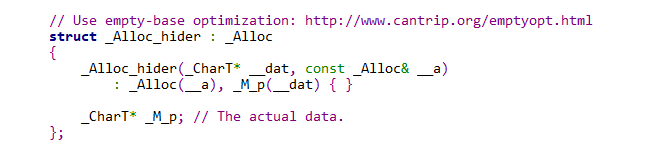 // Use empty-base optimization: http://www.cantrip.org/emptyopt.html
struct _Alloc_hider : _Alloc
{
    _Alloc_hider(_CharT* __dat, const _Alloc& __a)
        : _Alloc(__a), _M_p(__dat) { }

    _CharT* _M_p; // The actual data.
};